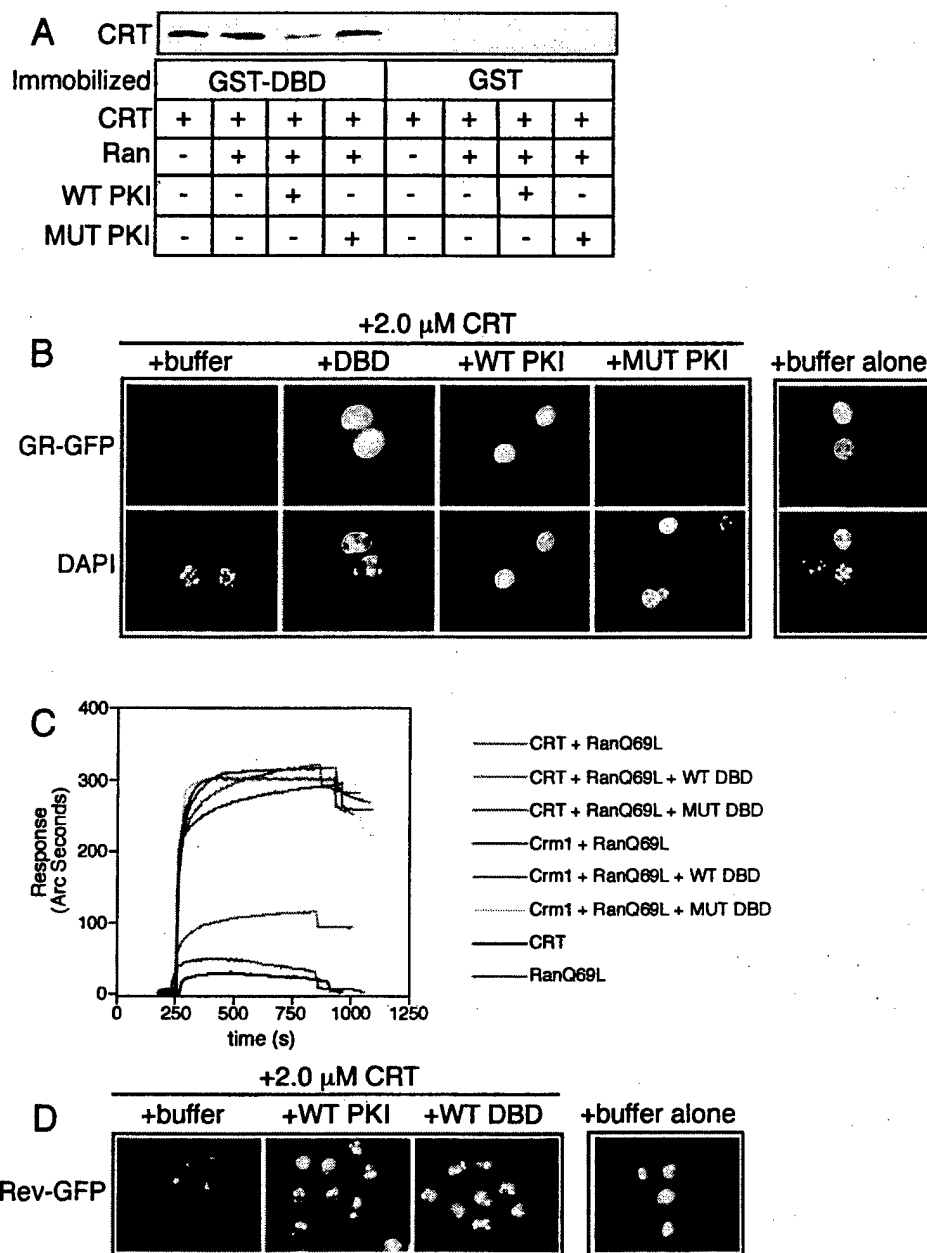 A
CRT
Immobilized GST-DBD GST
CRT + + + + + + + +
Ran - + + + - + + +
WT PKI - - + - - - + -
MUT PKI - - - + - - - +
B
+2.0 μM CRT
+buffer +DBD +WT PKI +MUT PKI +buffer alone
GR-GFP
DAPI
C
Response
(Arc Seconds)
400
300
200
100
0
0 250 500 750 1000 1250
time (s)
CRT + RanQ69L
CRT + RanQ69L + WT DBD
CRT + RanQ69L + MUT DBD
Crm1 + RanQ69L
Crm1 + RanQ69L + WT DBD
Crm1 + RanQ69L + MUT DBD
CRT
RanQ69L
D
+2.0 μM CRT
+buffer +WT PKI +WT DBD +buffer alone
Rev-GFP